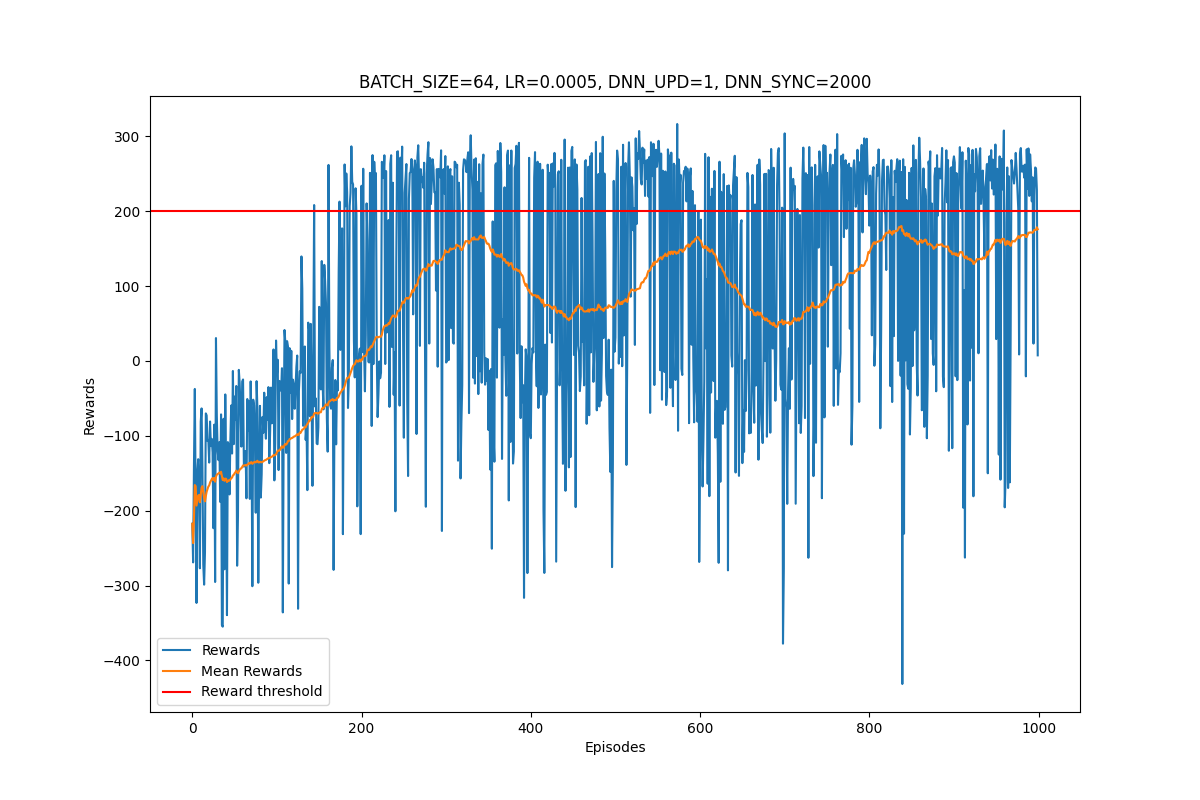 BATCH_SIZE=64, LR=0.0005, DNN_UPD=1, DNN_SYNC=2000
300
200
100
0
−100
−200
−300
−400
Rewards
Rewards
Mean Rewards
Reward threshold
0
200
400
600
800
1000
Episodes